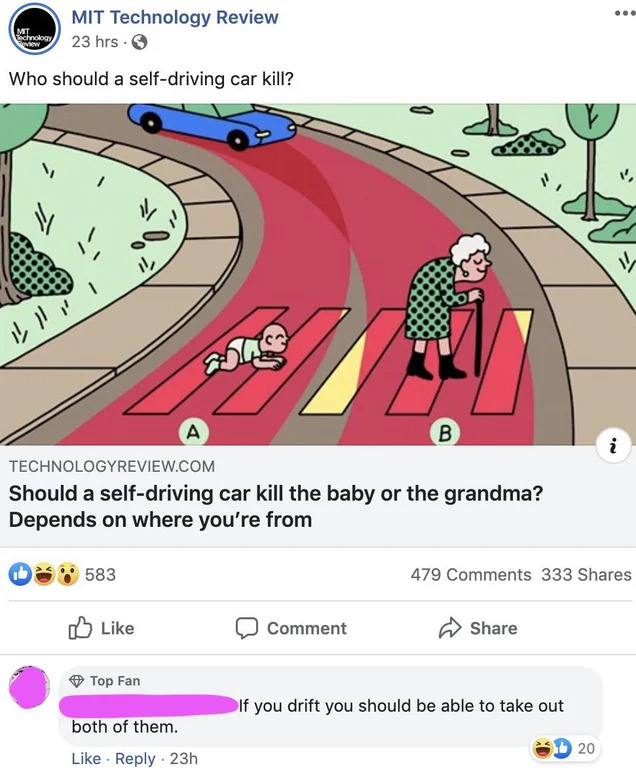 MIT
Technology
Review
MIT Technology Review
23 hrs ·
Who should a self-driving car kill?
A
B
i
TECHNOLOGYREVIEW.COM
Should a self-driving car kill the baby or the grandma?
Depends on where you're from
583
479 Comments 333 Shares
Like
Comment
Share
Top Fan
If you drift you should be able to take out
both of them.
20
Like · Reply · 23h